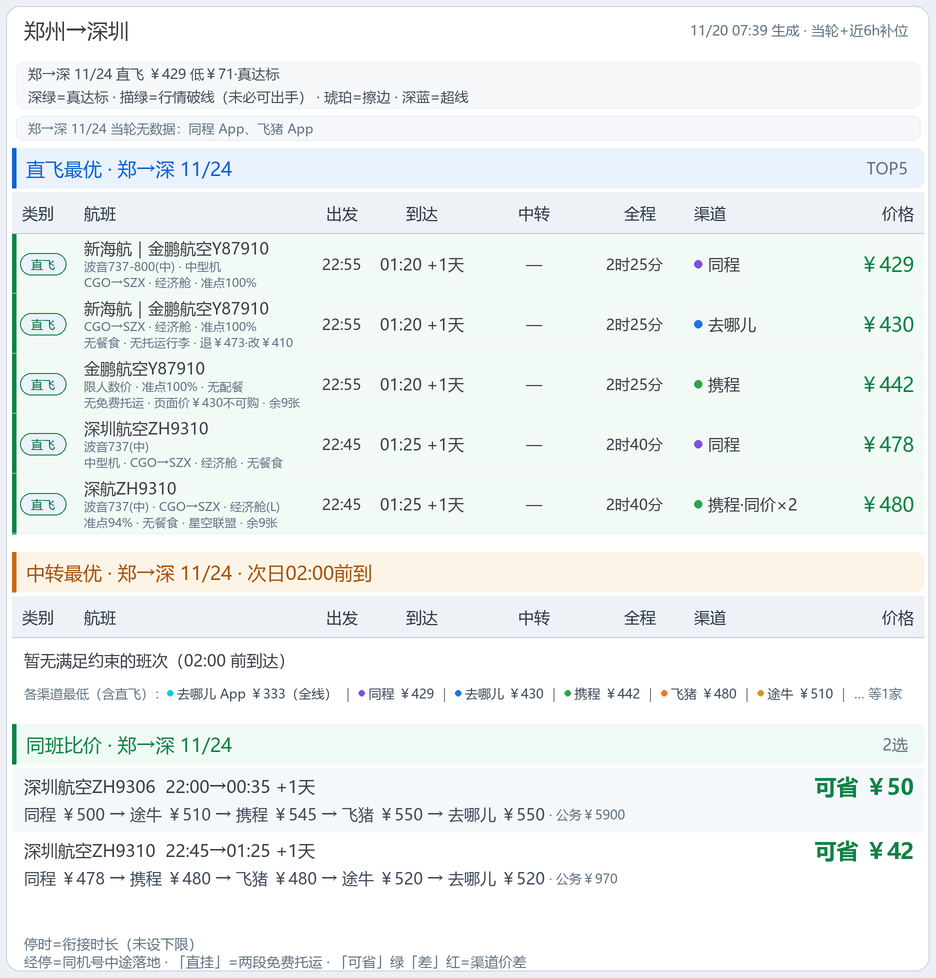 郑州→深圳
11/20 07:39 生成 · 当轮+近6h补位
郑→深 11/24 直飞 ¥429 低¥71·真达标
深绿=真达标 · 描绿=行情破线（未必可出手） · 琥珀=擦边 · 深蓝=超线
郑→深 11/24 当轮无数据：同程 App、飞猪 App
直飞最优 · 郑→深 11/24 TOP5
类别 航班 出发 到达 中转 全程 渠道 价格
新海航｜金鹏航空Y87910
波音737-800(中) · 中型机
直飞 22:55 01:20 +1天 — 2时25分 同程 ¥429
CGO→SZX · 经济舱 · 准点100%
新海航｜金鹏航空Y87910
CGO→SZX · 经济舱 · 准点100%
直飞 22:55 01:20 +1天 — 2时25分 去哪儿 ¥430
无餐食 · 无托运行李 · 退¥473·改¥410
金鹏航空Y87910
限人数价 · 准点100% · 无配餐
直飞 22:55 01:20 +1天 — 2时25分 携程 ¥442
无免费托运 · 页面价¥430不可购 · 余9张
深圳航空ZH9310
波音737(中)
直飞 22:45 01:25 +1天 — 2时40分 同程 ¥478
中型机 · CGO→SZX · 经济舱 · 无餐食
深航ZH9310
波音737(中) · CGO→SZX · 经济舱(L)
直飞 22:45 01:25 +1天 — 2时40分 携程·同价×2 ¥480
准点94% · 无餐食 · 星空联盟 · 余9张
中转最优 · 郑→深 11/24 · 次日02:00前到
类别 航班 出发 到达 中转 全程 渠道 价格
暂无满足约束的班次（02:00 前到达）
各渠道最低（含直飞）: 去哪儿 App ¥333（全线） | 同程 ¥429 | 去哪儿 ¥430 | 携程 ¥442 | 飞猪 ¥480 | 途牛 ¥510 | … 等1家
同班比价 · 郑→深 11/24 2选
深圳航空ZH9306 22:00→00:35 +1天 可省 ¥50
同程 ¥500 → 途牛 ¥510 → 携程 ¥545 → 飞猪 ¥550 → 去哪儿 ¥550 · 公务¥5900
深圳航空ZH9310 22:45→01:25 +1天 可省 ¥42
同程 ¥478 → 携程 ¥480 → 飞猪 ¥480 → 途牛 ¥520 → 去哪儿 ¥520 · 公务¥970
停时=衔接时长（未设下限）
经停=同机号中途落地 · 「直挂」=两段免费托运 · 「可省」绿「差」红=渠道价差